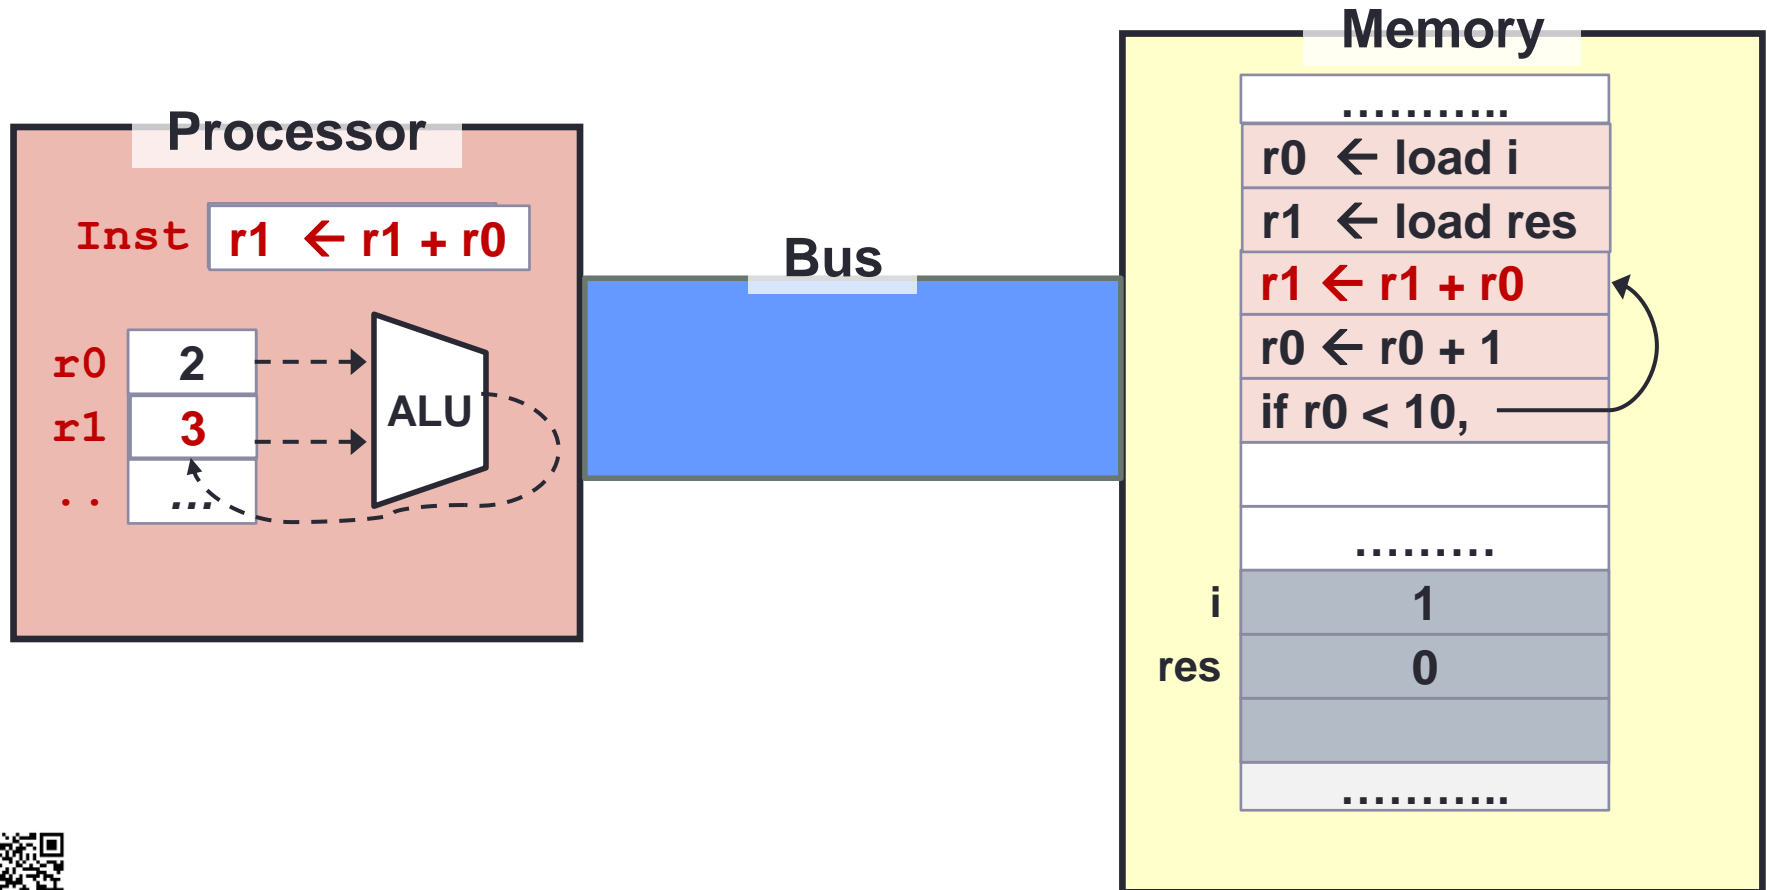 Memory
Processor
Bus
Inst
r1 ← r1 + r0
r0
2
r1
3
..
...
ALU
...........
r0 ← load i
r1 ← load res
r1 ← r1 + r0
r0 ← r0 + 1
if r0 < 10,
.........
i
1
res
0
...........